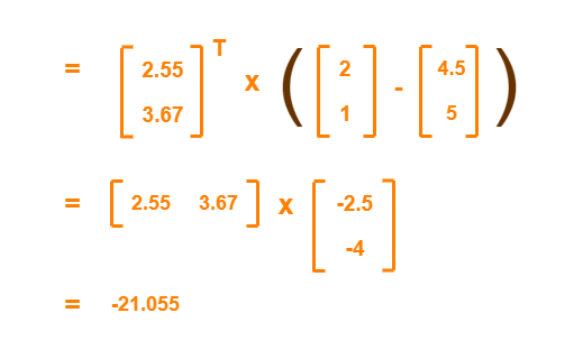 = [2.55 3.67]T x ([2 1] - [4.5 5])
= [2.55 3.67] x [-2.5 -4]
= -21.055